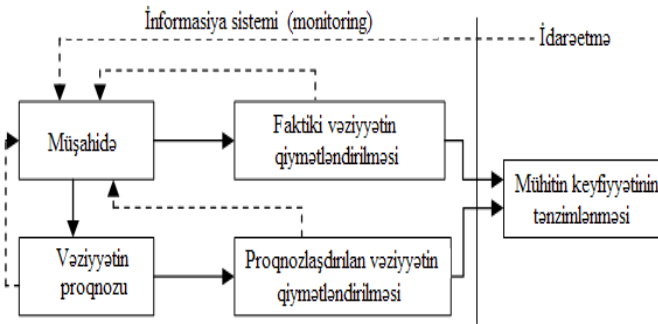 İnformasiya sistemi (monitoring)
İdarəetmə
Müşahidə
Faktiki vəziyyətin
qiymətləndirilməsi
Mühitin keyfiyyətinin
tənzimlənməsi
Vəziyyətin
proqnozu
Proqnozlaşdırılan vəziyyətin
qiymətləndirilməsi